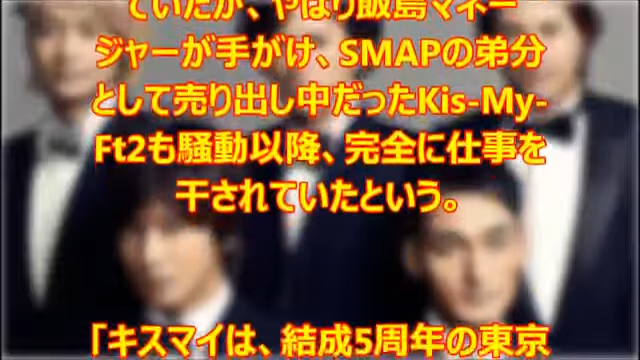 ていたが、やはり飯島マネー
ジャーが手がけ、SMAPの弟分
として売り出し中だったKis-My-
Ft2も騒動以降、完全に仕事を
干されていたという。
「キスマイは、結成5周年の東京